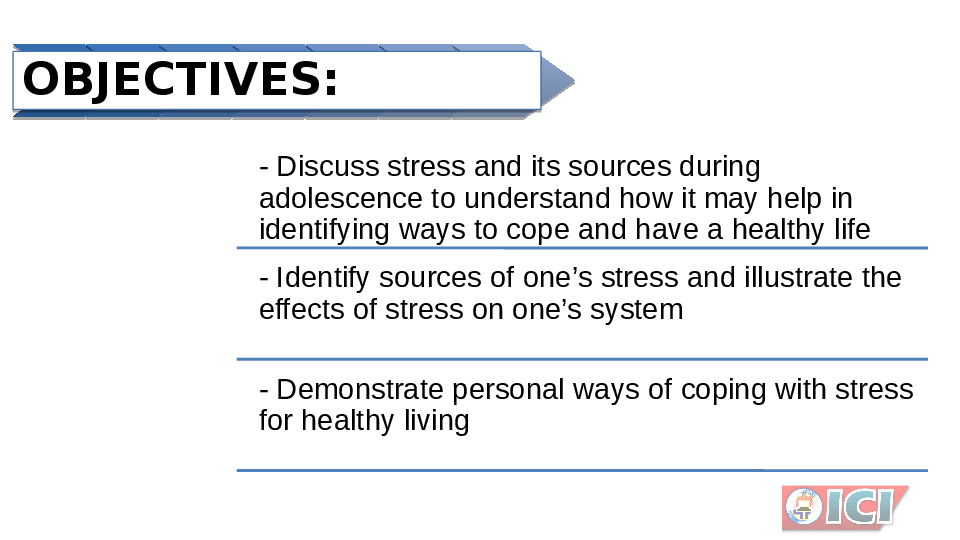 OBJECTIVES:
- Discuss stress and its sources during
adolescence to understand how it may help in
identifying ways to cope and have a healthy life
- Identify sources of one’s stress and illustrate the
effects of stress on one’s system
- Demonstrate personal ways of coping with stress
for healthy living
ICI